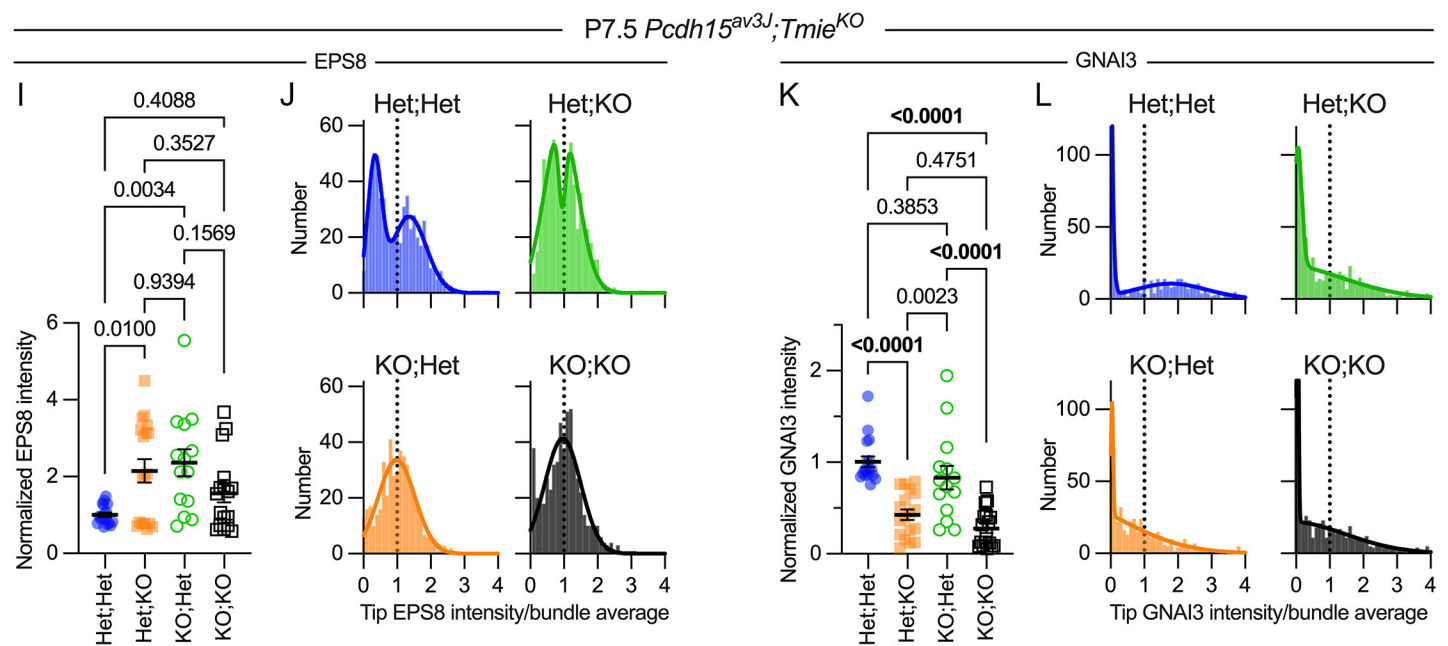 P7.5 Pcdh15av3J;TmieKO
EPS8
GNAI3
I
0.4088
0.3527
0.0034
0.1569
0.9394
0.0100
Normalized EPS8 intensity
6
4
2
0
Het;Het
Het;KO
KO;Het
KO;KO
J
Het;Het
Het;KO
Number
60
40
20
0
KO;Het
KO;KO
Number
60
40
20
0
0 1 2 3 4
0 1 2 3 4
Tip EPS8 intensity/bundle average
K
<0.0001
0.4751
0.3853
<0.0001
0.0023
<0.0001
Normalized GNAI3 intensity
2
1
0
Het;Het
Het;KO
KO;Het
KO;KO
L
Het;Het
Het;KO
Number
100
50
0
KO;Het
KO;KO
Number
100
50
0
0 1 2 3 4
0 1 2 3 4
Tip GNAI3 intensity/bundle average